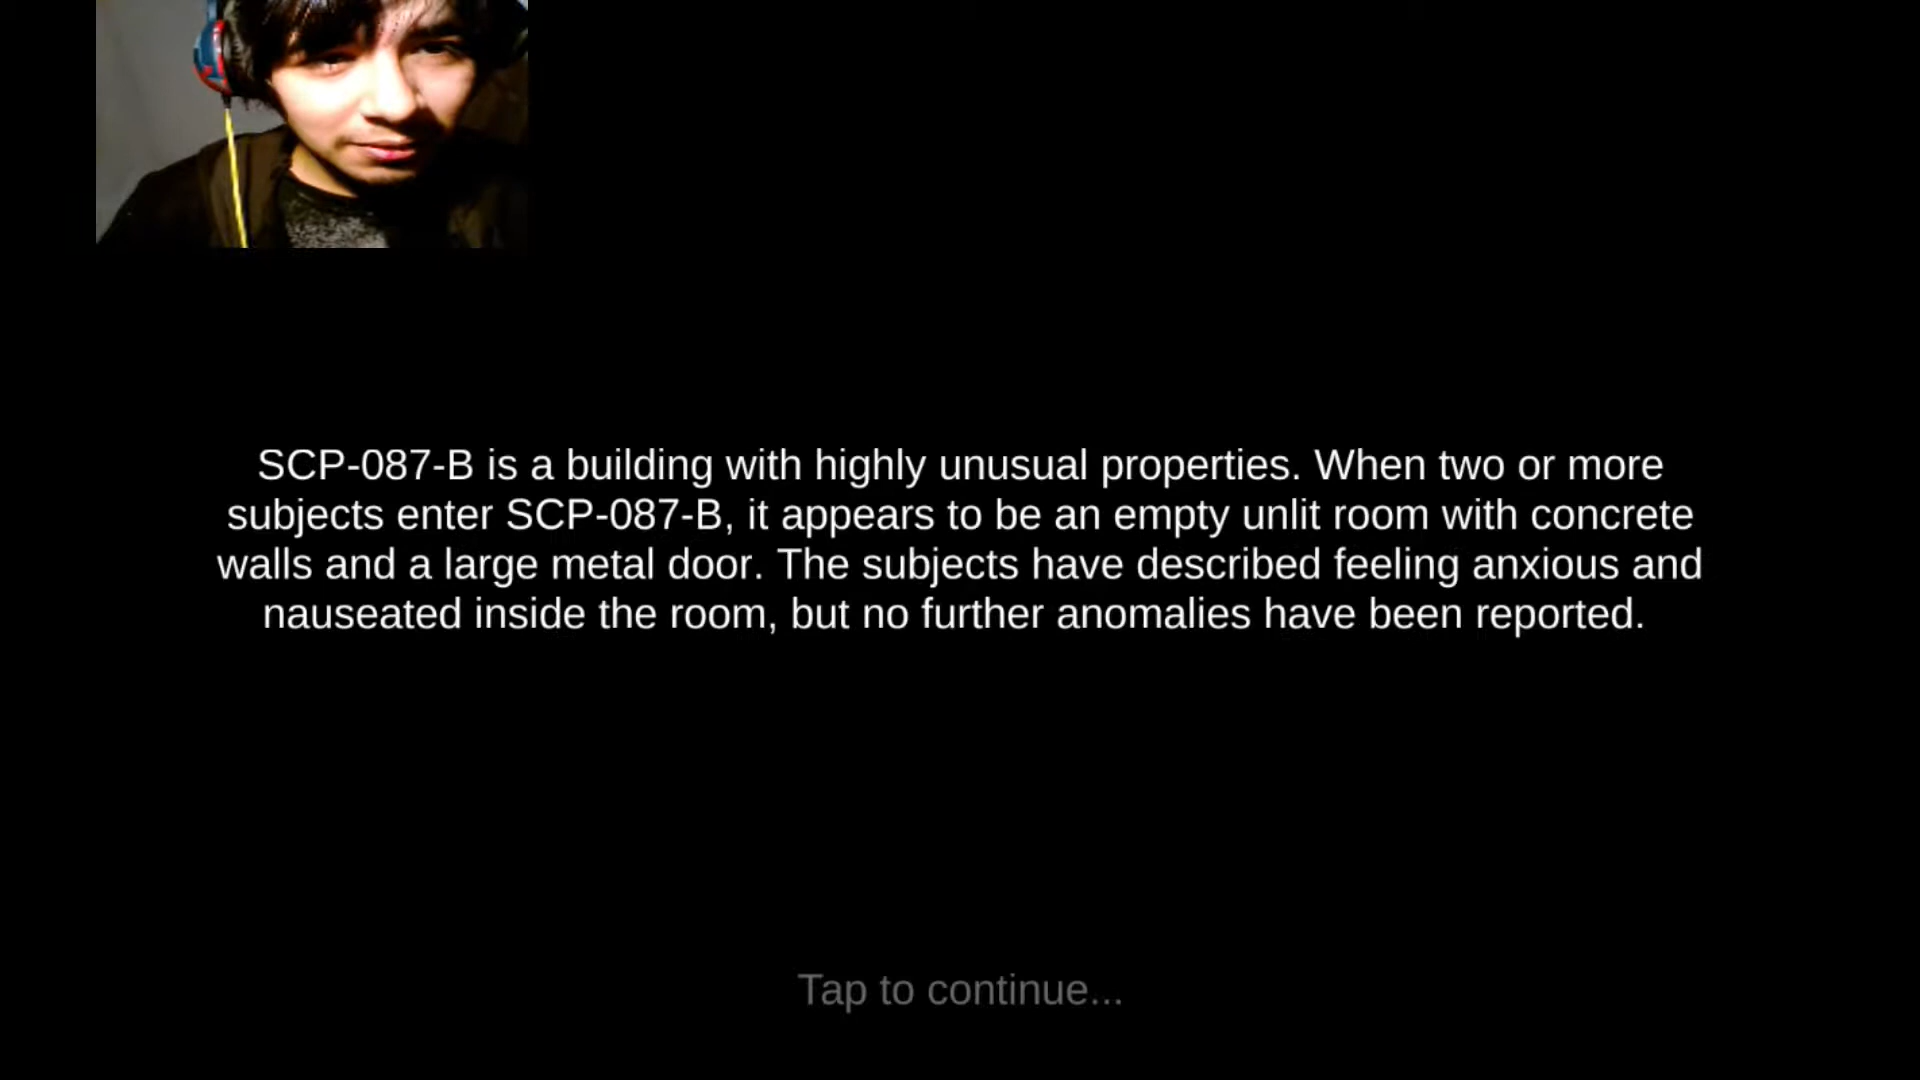 SCP-087-B is a building with highly unusual properties. When two or more
subjects enter SCP-087-B, it appears to be an empty unlit room with concrete
walls and a large metal door. The subjects have described feeling anxious and
nauseated inside the room, but no further anomalies have been reported.
Tap to continue...